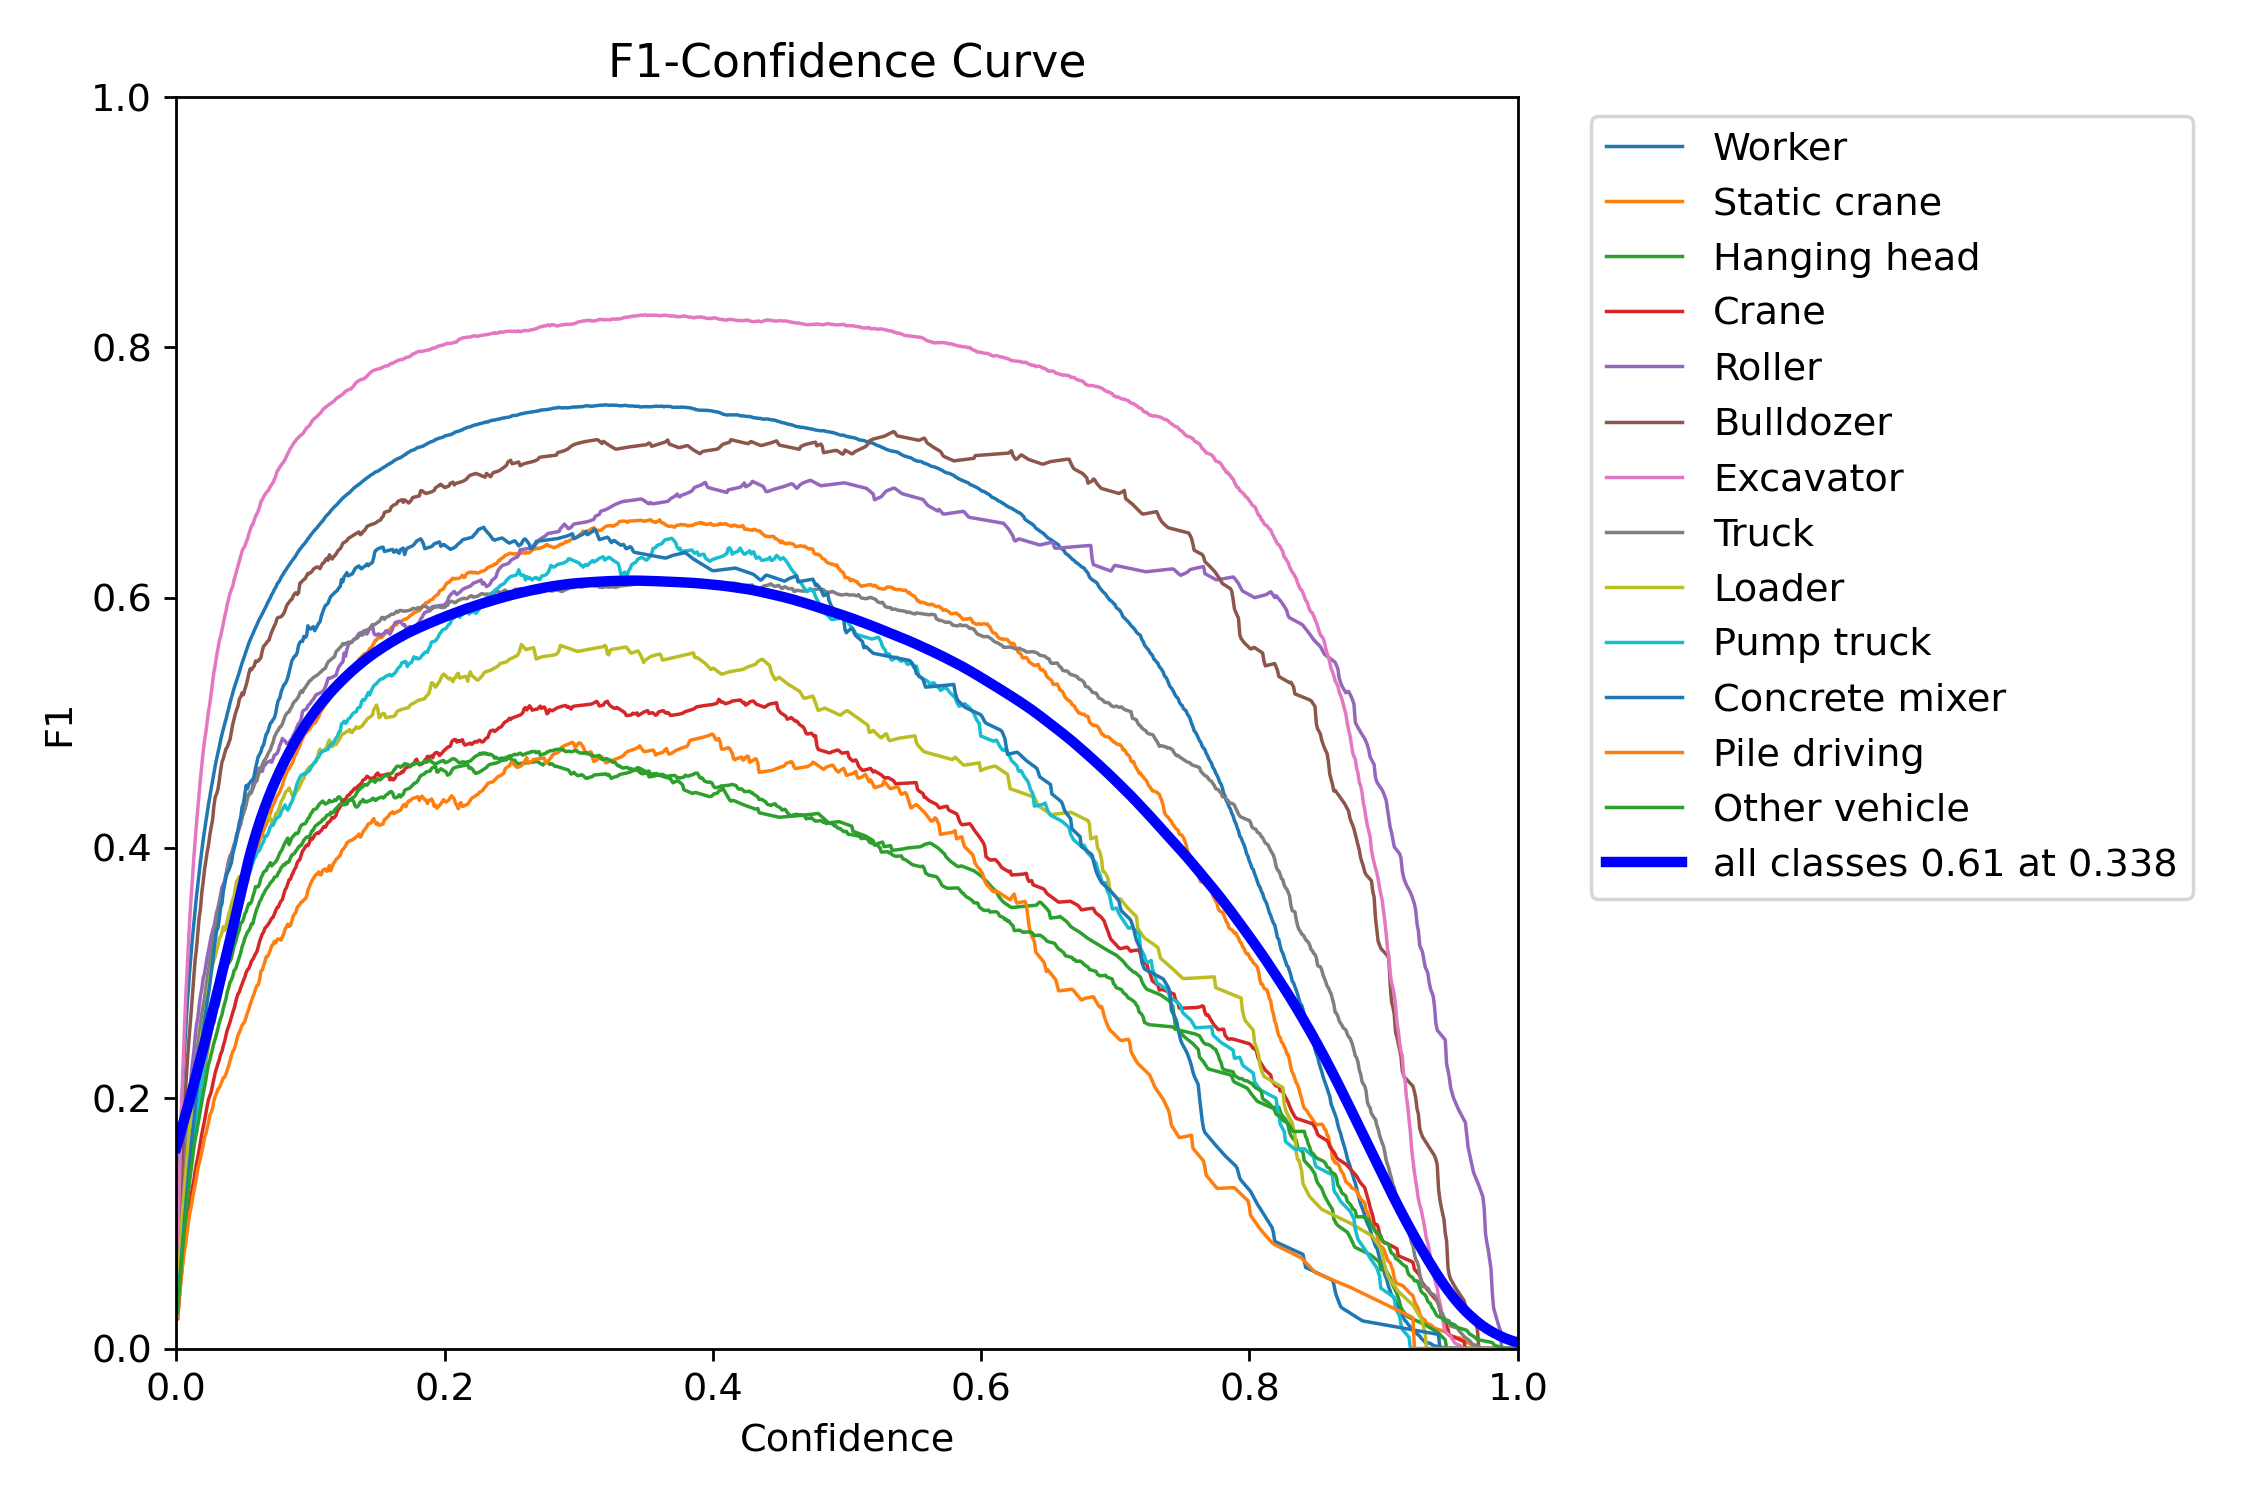 F1-Confidence Curve
1.0
0.8
0.6
0.4
0.2
0.0
F1
0.0 0.2 0.4 0.6 0.8 1.0
Confidence
Worker
Static crane
Hanging head
Crane
Roller
Bulldozer
Excavator
Truck
Loader
Pump truck
Concrete mixer
Pile driving
Other vehicle
all classes 0.61 at 0.338